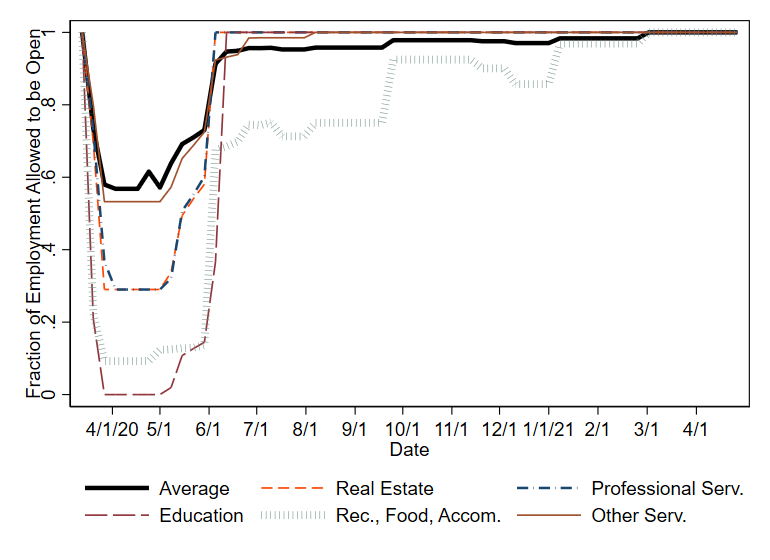 Fraction of Employment Allowed to be Open
1
.8
.6
.4
.2
0
4/1/20 5/1 6/1 7/1 8/1 9/1 10/1 11/1 12/1 1/1/21 2/1 3/1 4/1
Date
Average Real Estate Professional Serv.
Education Rec., Food, Accom. Other Serv.